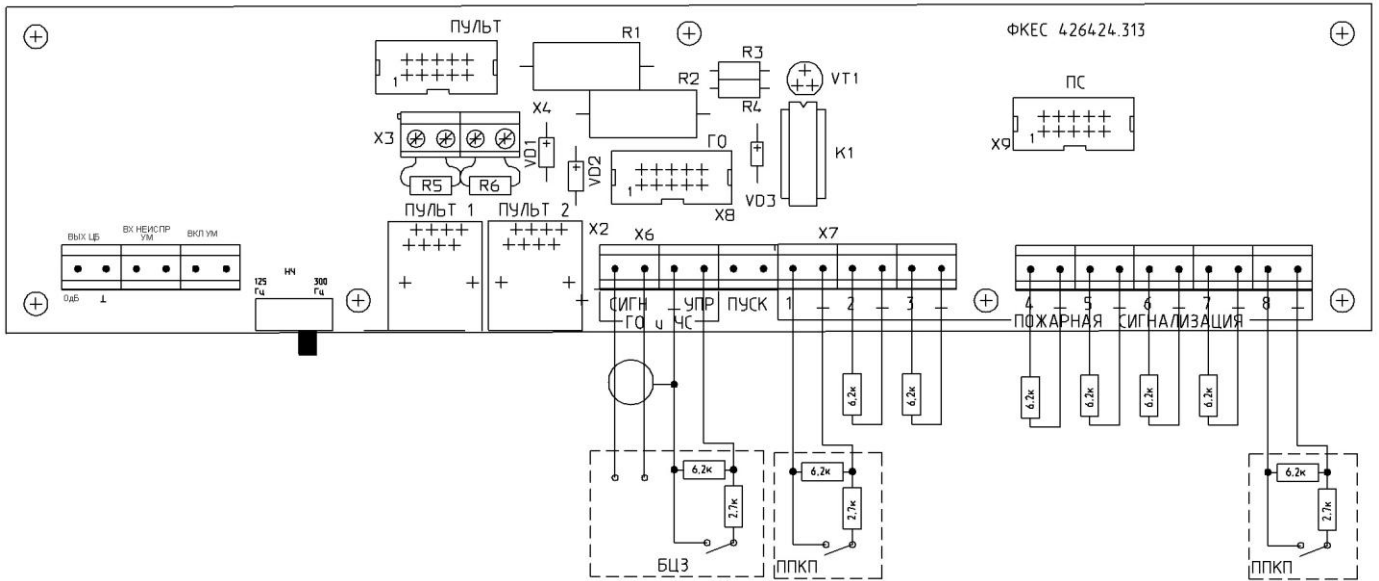 ПУЛЬТ
R1
ФКЕС 426424.313
R3
R2
VT1
ПС
1
X4
R4
X3
ГО
K1
X9
1
VD1
VD2
R5
R6
1
VD3
X8
ПУЛЬТ 1
ПУЛЬТ 2
X2
X6
X7
ВЫХ ЦБ
ВХ НЕИСПР
УМ
ВКЛ УМ
0дБ
⊥
НЧ
125
Гц
300
Гц
СИГН
УПР
ПУСК
1
2
3
4
5
6
7
8
ГО и ЧС
ПОЖАРНАЯ СИГНАЛИЗАЦИЯ
6,2к
6,2к
6.2к
6.2к
6.2к
6.2к
6,2к
6,2к
6.2к
2.7к
2.7к
2.7к
БЦЗ
ППКП
ППКП